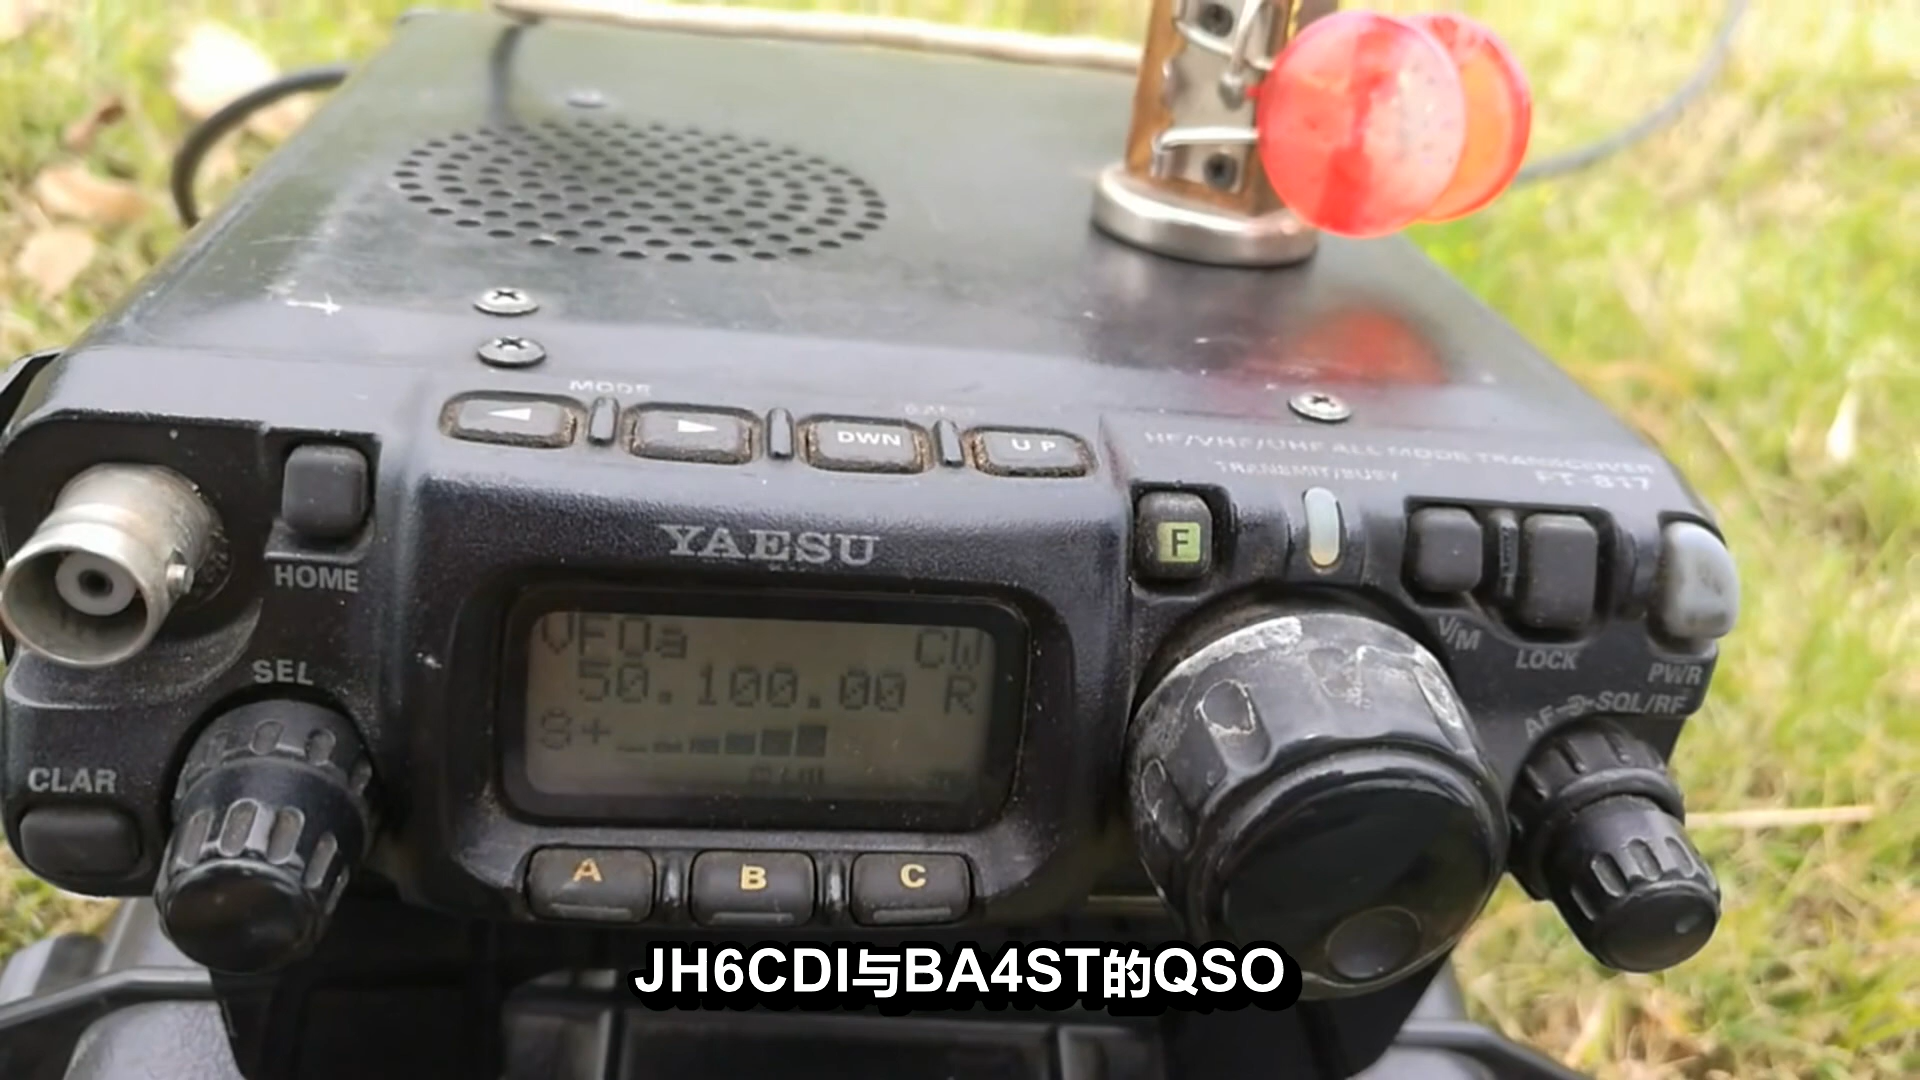 MODE
DWN
UP
HF/VHF/UHF ALL MODE TRANSCEIVER
TRANSMIT/BUSY
FT-817
YAESU
F
HOME
V/M
LOCK
PWR
SEL
AF-SQL/RF
VFOa
CW
50.100.00 R
S+
CLAR
A
B
C
JH6CDI与BA4ST的QSO